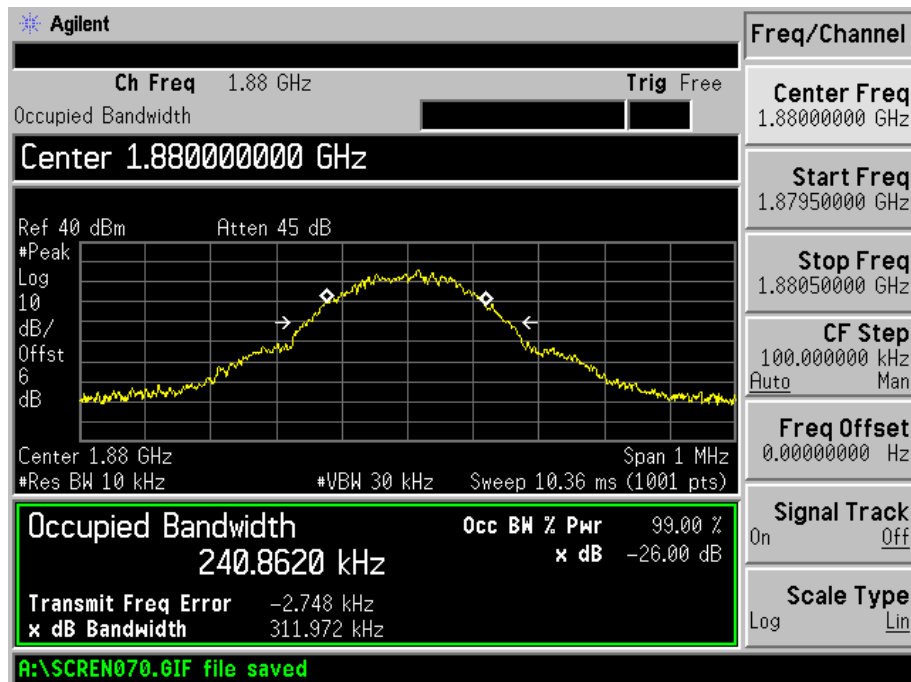 Agilent
Freq/Channel
Ch Freq 1.88 GHz Trig Free
Occupied Bandwidth
Center 1.880000000 GHz
Ref 40 dBm Atten 45 dB
#Peak
Log
10
dB/
Offst
6
dB
Center 1.88 GHz Span 1 MHz
#Res BW 10 kHz #VBW 30 kHz Sweep 10.36 ms (1001 pts)
Occupied Bandwidth
240.8620 kHz
Occ BW % Pwr 99.00 %
x dB -26.00 dB
Transmit Freq Error -2.748 kHz
x dB Bandwidth 311.972 kHz
A:\SCREN070.GIF file saved
Center Freq
1.88000000 GHz
Start Freq
1.87950000 GHz
Stop Freq
1.88050000 GHz
CF Step
100.000000 kHz
Auto Man
Freq Offset
0.00000000 Hz
Signal Track
On Off
Scale Type
Log Lin